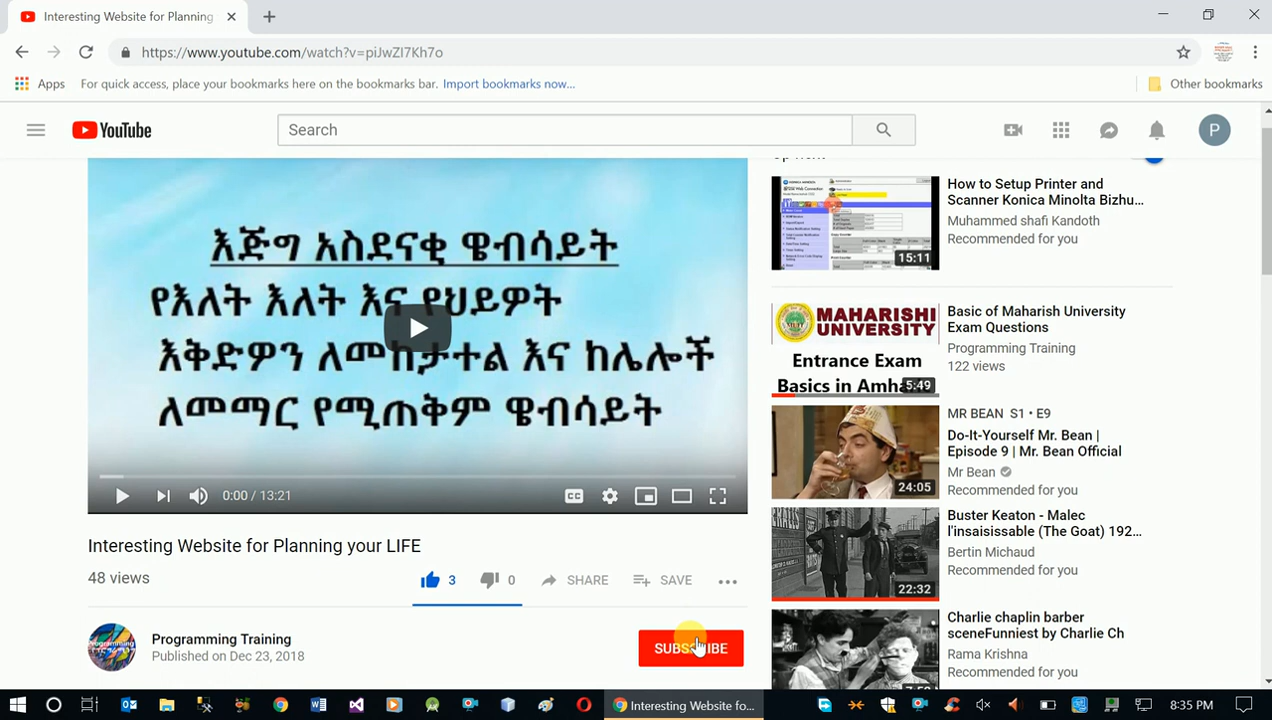 Interesting Website for Planning
https://www.youtube.com/watch?v=piJwZI7Kh7o
Apps For quick access, place your bookmarks here on the bookmarks bar. Import bookmarks now...
Other bookmarks
YouTube
Search
P
እጅግ አስደናቂ ዌብሳይት
የእለት እለት እና የህይዎት
እቅድዎን ለመከታተል እና ከሌሎች
ለመማር የሚጠቅም ዌብሳይት
0:00 / 13:21
Interesting Website for Planning your LIFE
48 views
3 0 SHARE SAVE
Programming Training
Published on Dec 23, 2018
SUBSCRIBE
Up next
15:11
How to Setup Printer and
Scanner Konica Minolta Bizhu...
Muhammed shafi Kandoth
Recommended for you
MAHARISHI
UNIVERSITY
Entrance Exam
Basics in
5:49
Basic of Maharish University
Exam Questions
Programming Training
122 views
24:05
MR BEAN S1 • E9
Do-It-Yourself Mr. Bean |
Episode 9 | Mr. Bean Official
Mr Bean
Recommended for you
22:32
Buster Keaton - Malec
l'insaisissable (The Goat) 192...
Bertin Michaud
Recommended for you
Charlie chaplin barber
sceneFunniest by Charlie Ch
Rama Krishna
Recommended for you
Interesting Website fo...
8:35 PM